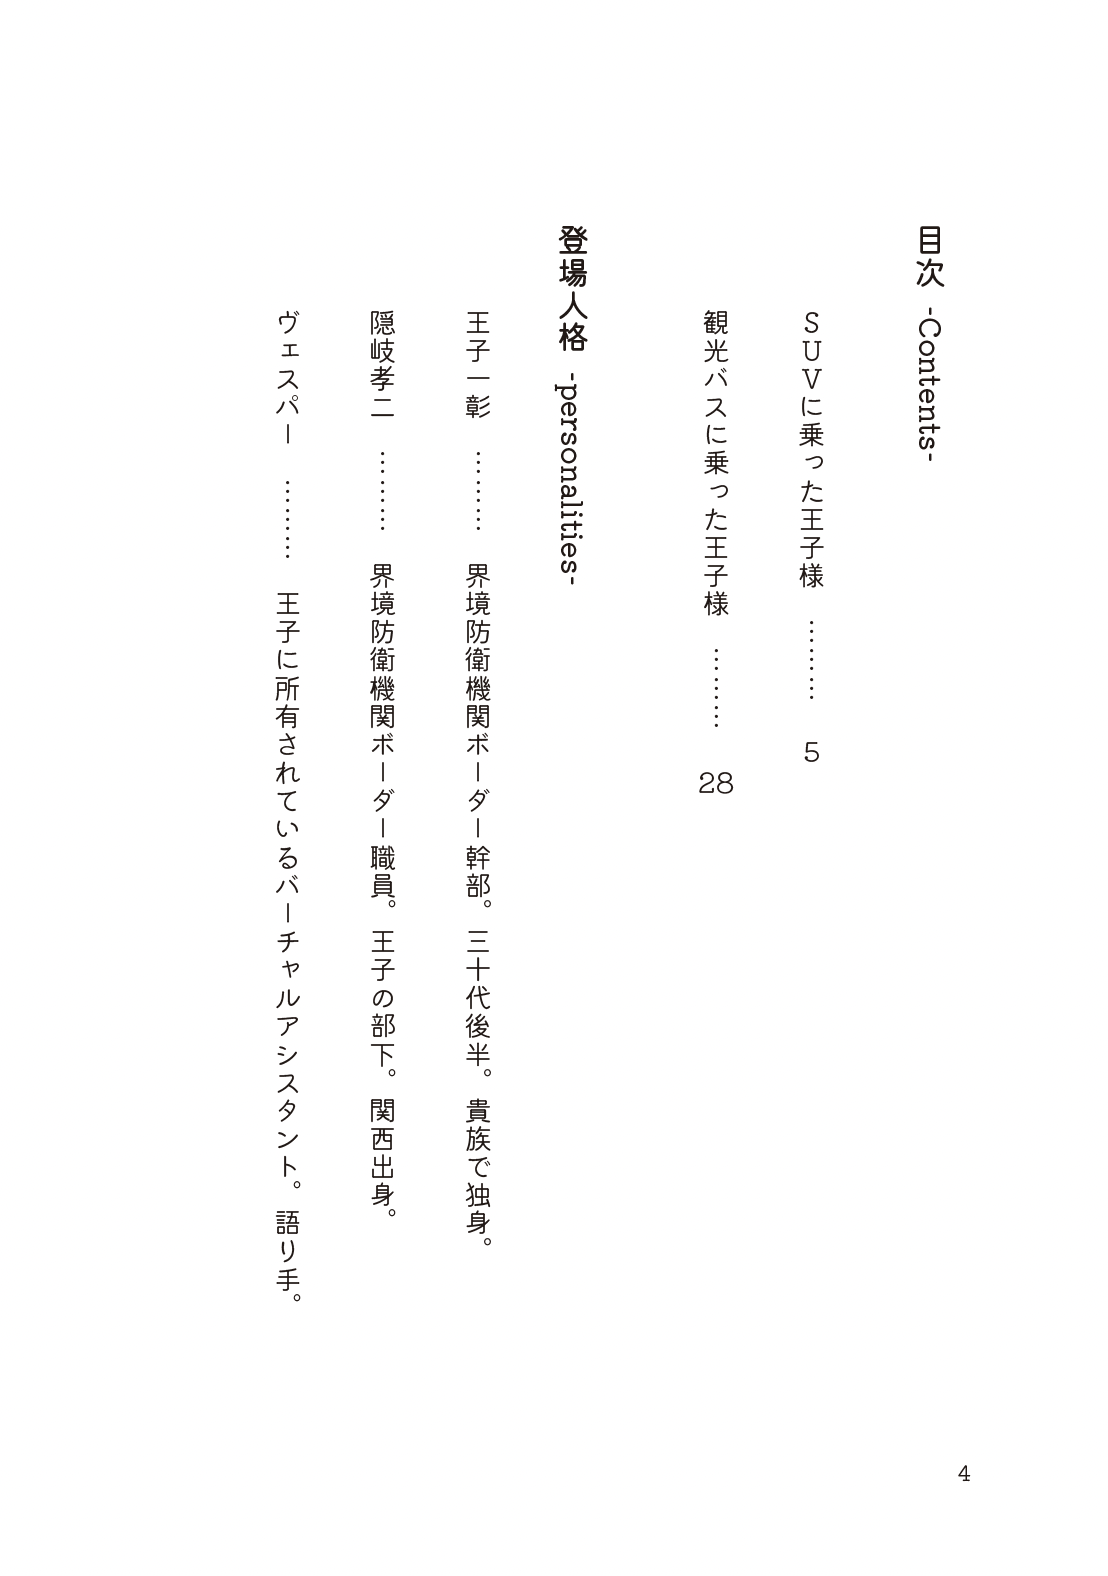 目次 -Contents-
ＳＵＶに乗った王子様 ……… 5
観光バスに乗った王子様 ……… 28
登場人格 -personalities-
王子一彰 ……… 界境防衛機関ボーダー幹部。三十代後半。貴族で独身。
隠岐孝二 ……… 界境防衛機関ボーダー職員。王子の部下。関西出身。
ヴェスパー ……… 王子に所有されているバーチャルアシスタント。語り手。
4